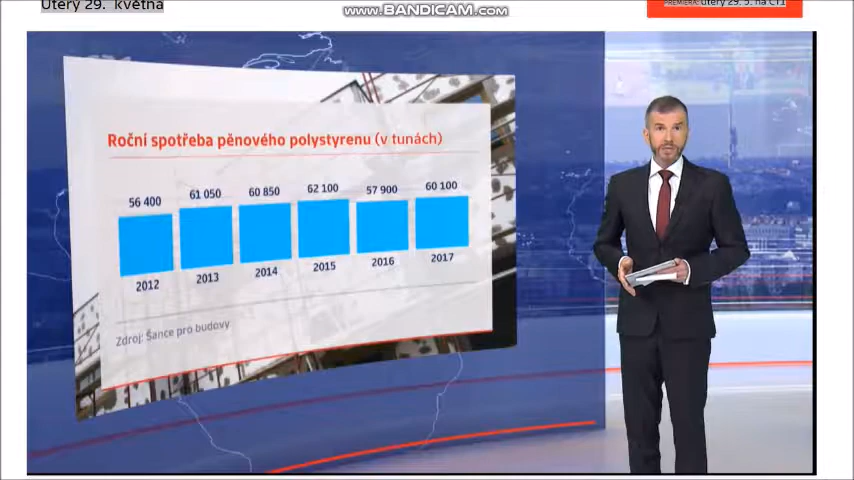 Úterý 29. května
WWW.BANDICAM.COM
PREMIÉRA: úterý 29. 5. na ČT1
Roční spotřeba pěnového polystyrenu (v tunách)
56 400 61 050 60 850 62 100 57 900 60 100
2012 2013 2014 2015 2016 2017
Zdroj: Šance pro budovy